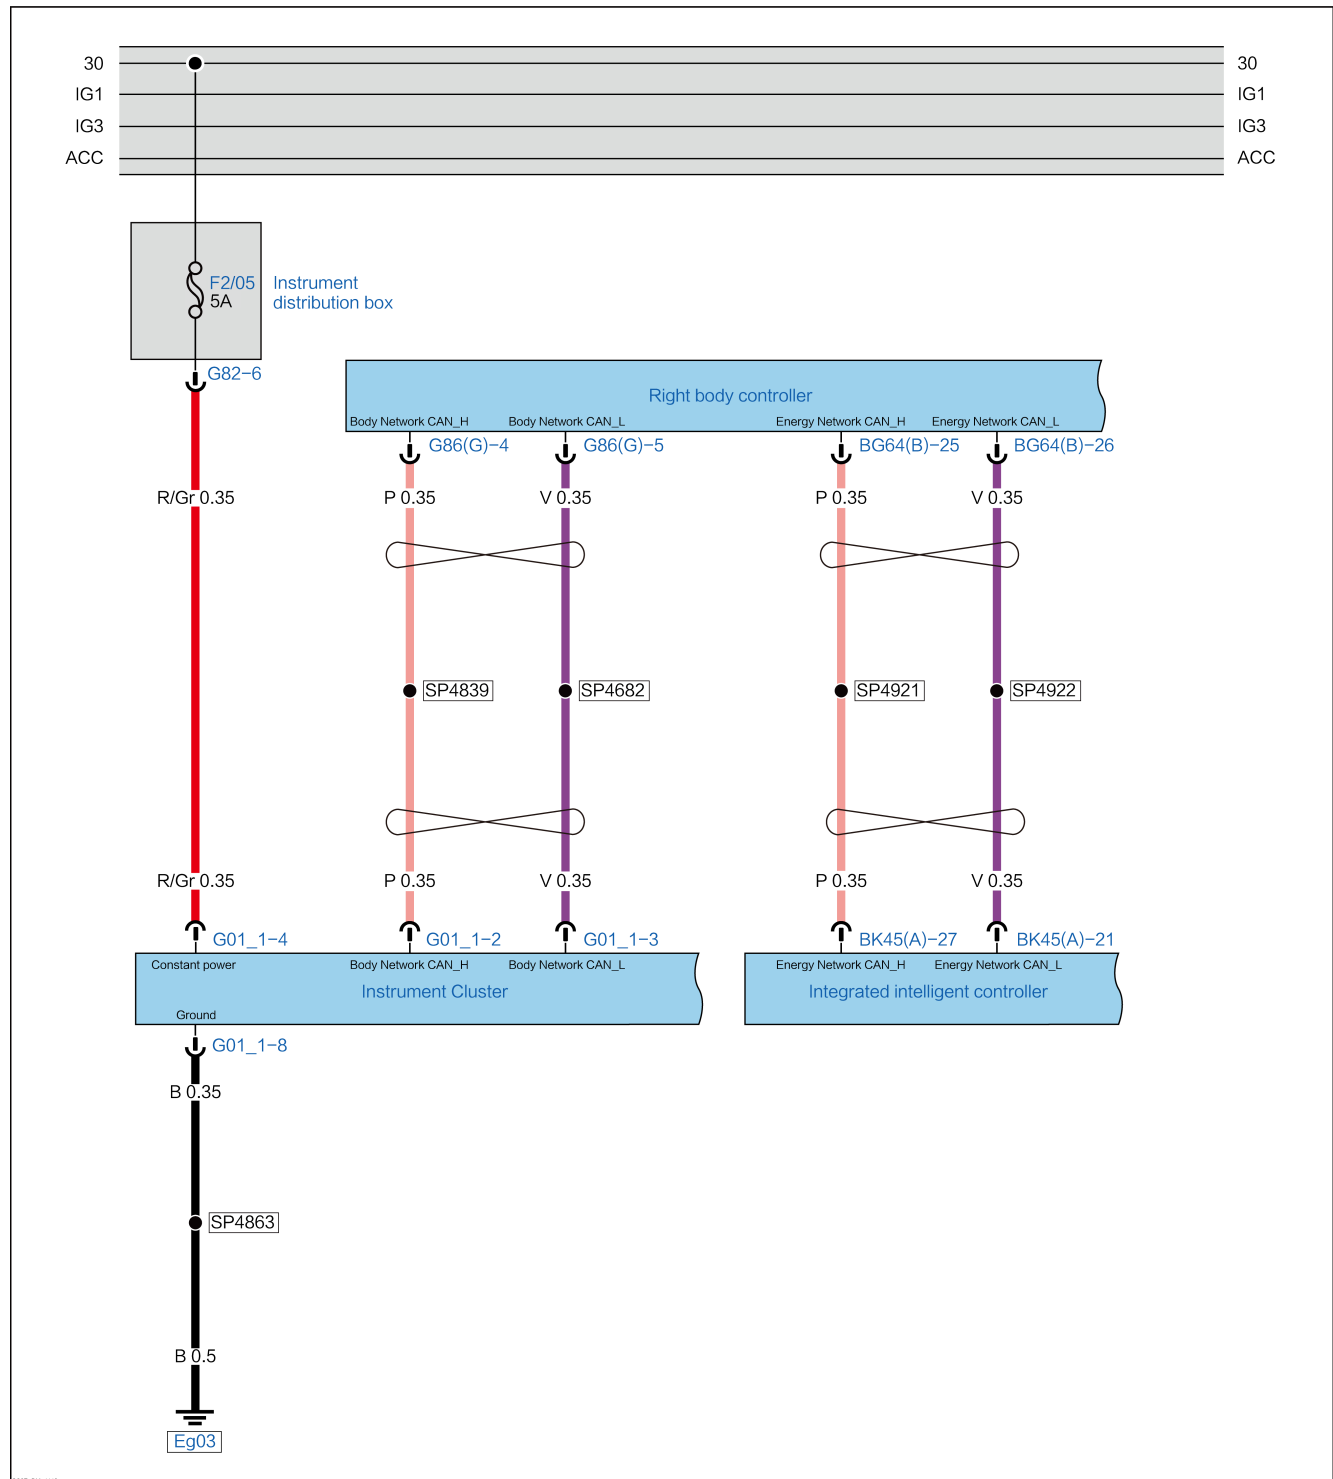 30
30
IG1
IG1
IG3
IG3
ACC
ACC
F2/05
5A
Instrument
distribution box
G82-6
Right body controller
Body Network CAN_H
Body Network CAN_L
Energy Network CAN_H
Energy Network CAN_L
G86(G)-4
G86(G)-5
BG64(B)-25
BG64(B)-26
R/Gr 0.35
P 0.35
V 0.35
P 0.35
V 0.35
SP4839
SP4682
SP4921
SP4922
R/Gr 0.35
P 0.35
V 0.35
P 0.35
V 0.35
G01_1-4
G01_1-2
G01_1-3
BK45(A)-27
BK45(A)-21
Constant power
Body Network CAN_H
Body Network CAN_L
Energy Network CAN_H
Energy Network CAN_L
Instrument Cluster
Integrated intelligent controller
Ground
G01_1-8
B 0.35
SP4863
B 0.5
Eg03